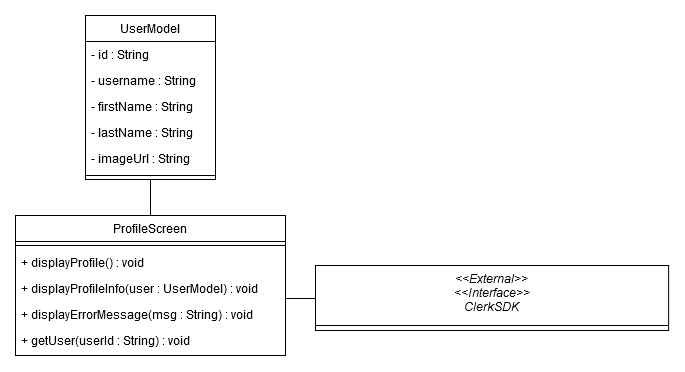 UserModel
- id : String
- username : String
- firstName : String
- lastName : String
- imageUrl : String
ProfileScreen
+ displayProfile() : void
+ displayProfileInfo(user : UserModel) : void
+ displayErrorMessage(msg : String) : void
+ getUser(userId : String) : void
<<External>>
<<Interface>>
ClerkSDK